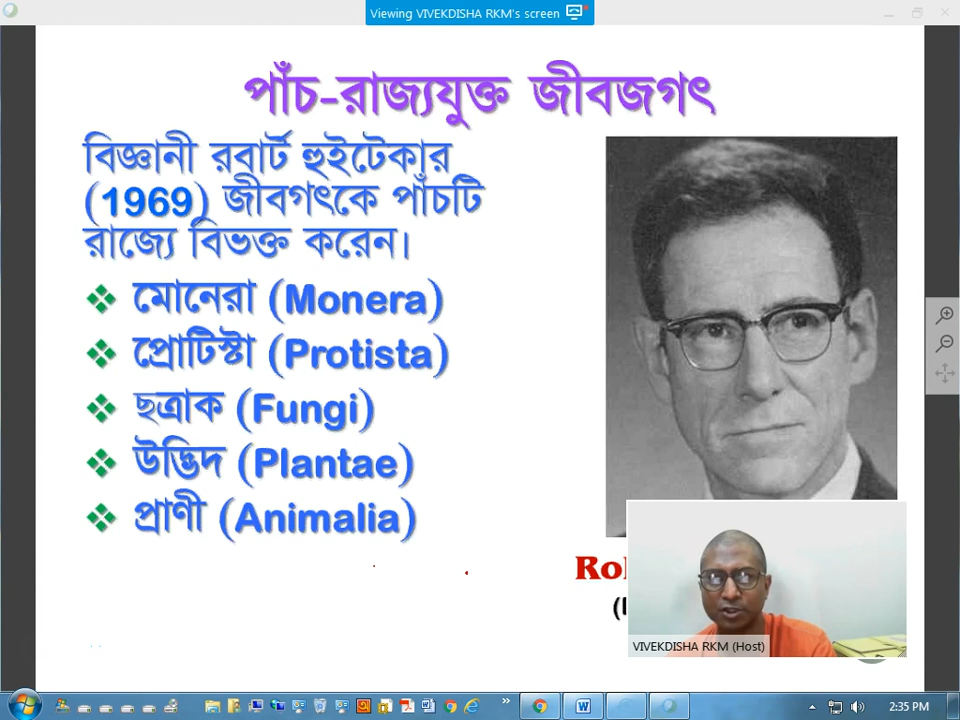 Viewing VIVEKDISHA RKM's screen
পাঁচ-রাজ্যযুক্ত জীবজগৎ
বিজ্ঞানী রবার্ট হুইটেকার
(1969) জীবগৎকে পাঁচটি
রাজ্যে বিভক্ত করেন।
❖ মোনেরা (Monera)
❖ প্রোটিস্টা (Protista)
❖ ছত্রাক (Fungi)
❖ উদ্ভিদ (Plantae)
❖ প্রাণী (Animalia)
VIVEKDISHA RKM (Host)
2:35 PM